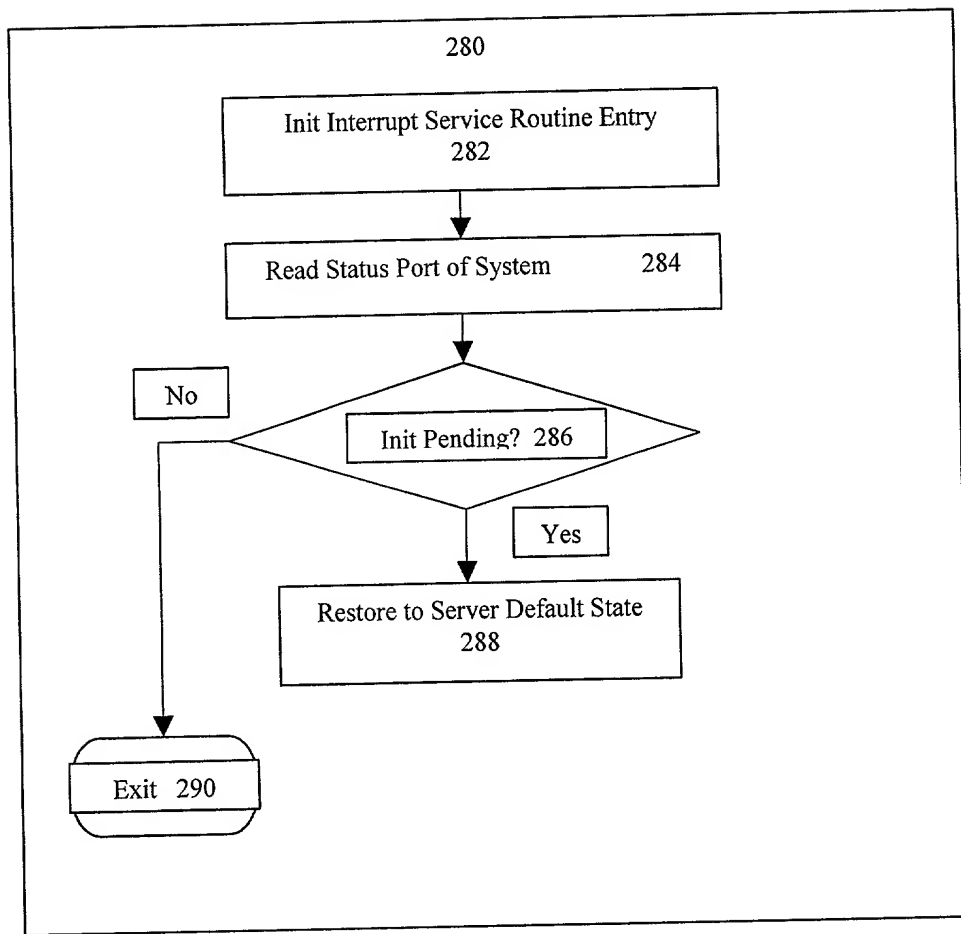 280
Init Interrupt Service Routine Entry
282
Read Status Port of System 284
No
Init Pending? 286
Yes
Restore to Server Default State
288
Exit 290